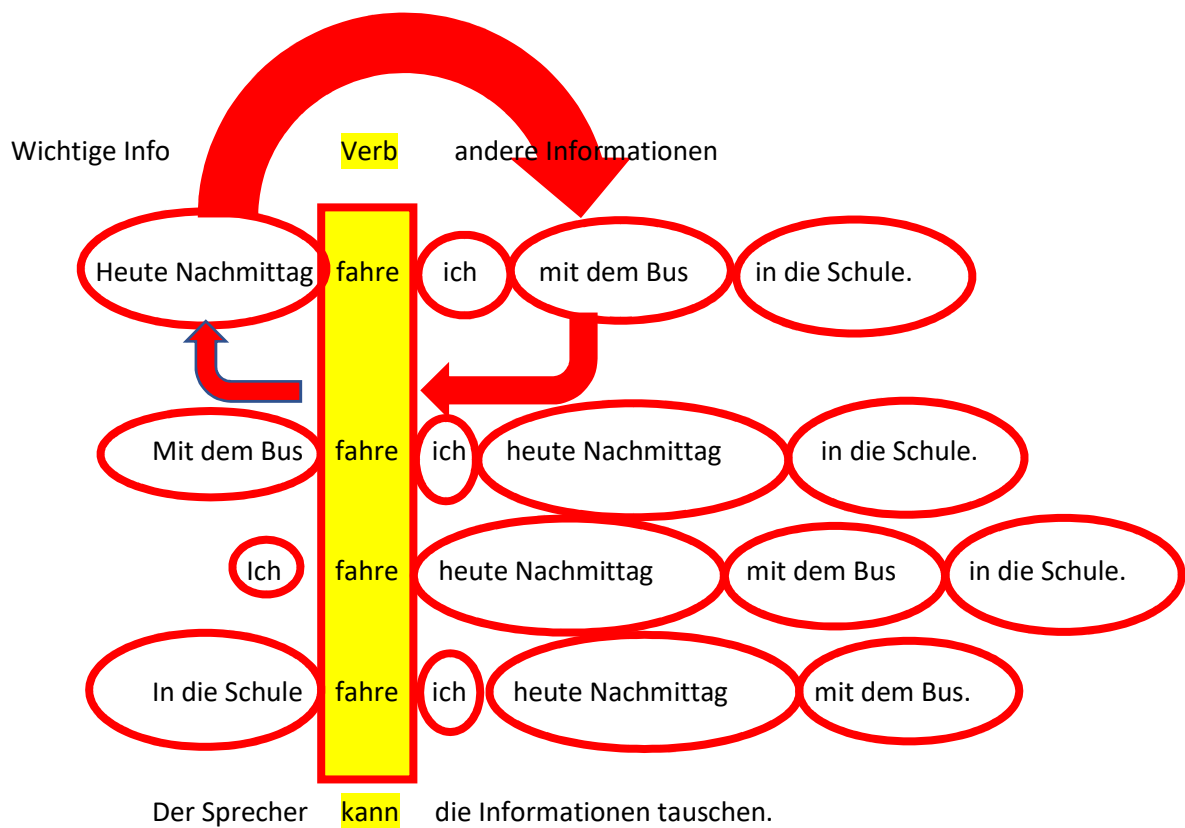 Wichtige Info Verb andere Informationen
Heute Nachmittag fahre ich mit dem Bus in die Schule.
Mit dem Bus fahre ich heute Nachmittag in die Schule.
Ich fahre heute Nachmittag mit dem Bus in die Schule.
In die Schule fahre ich heute Nachmittag mit dem Bus.
Der Sprecher kann die Informationen tauschen.